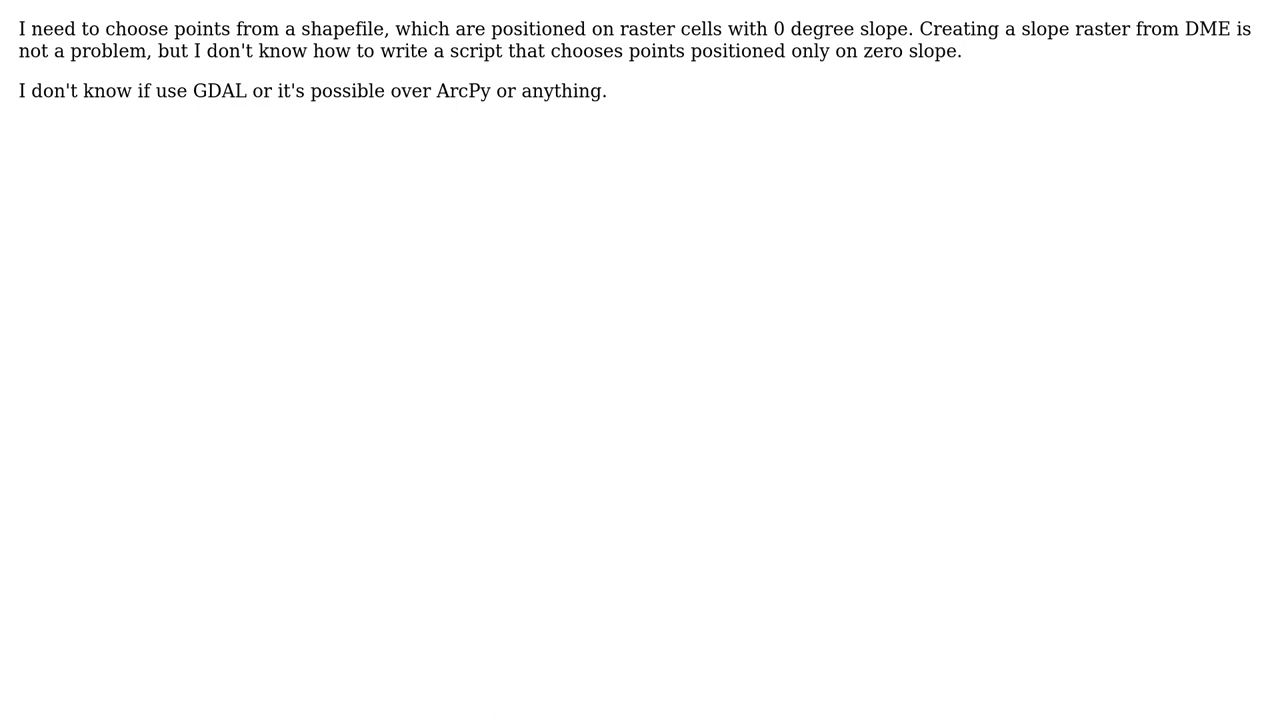 I need to choose points from a shapefile, which are positioned on raster cells with 0 degree slope. Creating a slope raster from DME is
not a problem, but I don't know how to write a script that chooses points positioned only on zero slope.
I don't know if use GDAL or it's possible over ArcPy or anything.